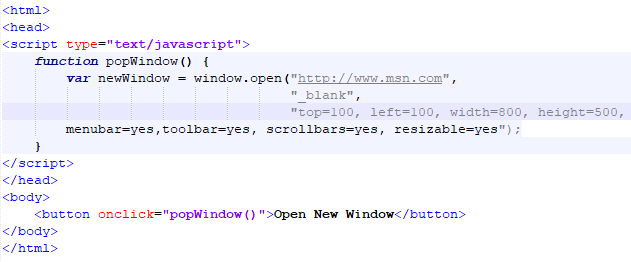 <html>
<head>
<script type="text/javascript">
    function popWindow() {
        var newWindow = window.open("http://www.msn.com",
                                    "_blank",
                                    "top=100, left=100, width=800, height=500,
        menubar=yes,toolbar=yes, scrollbars=yes, resizable=yes");
    }
</script>
</head>
<body>
    <button onclick="popWindow()">Open New Window</button>
</body>
</html>